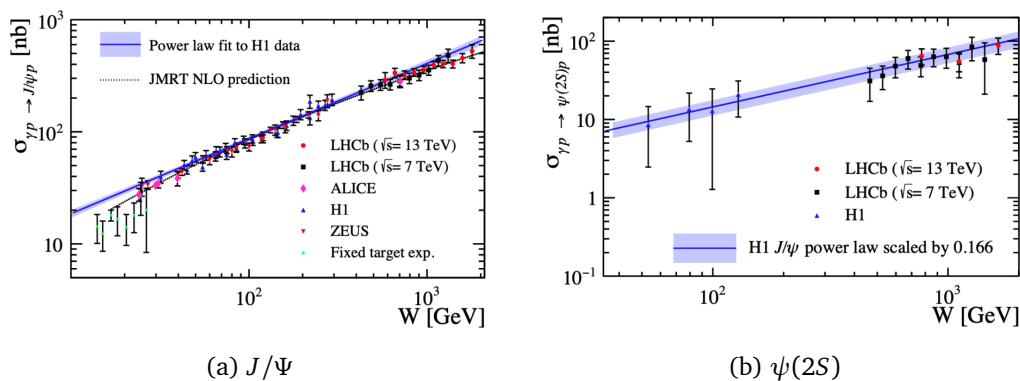 σγp → J/ψp [nb]
10³
10²
10
Power law fit to H1 data
JMRT NLO prediction
LHCb (√s= 13 TeV)
LHCb (√s= 7 TeV)
ALICE
H1
ZEUS
Fixed target exp.
10²
10³
W [GeV]
(a) J/Ψ
σγp → ψ(2S)p [nb]
10²
10
1
10⁻¹
LHCb (√s= 13 TeV)
LHCb (√s= 7 TeV)
H1
H1 J/ψ power law scaled by 0.166
10²
10³
W [GeV]
(b) ψ(2S)